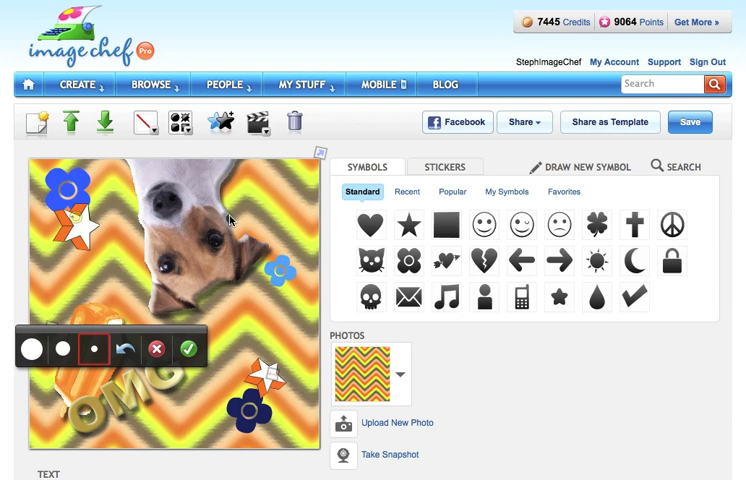 7445 Credits 9064 Points Get More »
image chef Pro
StephImageChef My Account Support Sign Out
CREATE BROWSE PEOPLE MY STUFF MOBILE BLOG Search
Facebook Share Share as Template Save
SYMBOLS STICKERS DRAW NEW SYMBOL SEARCH
Standard Recent Popular My Symbols Favorites
PHOTOS
OMG
Upload New Photo
Take Snapshot
TEXT